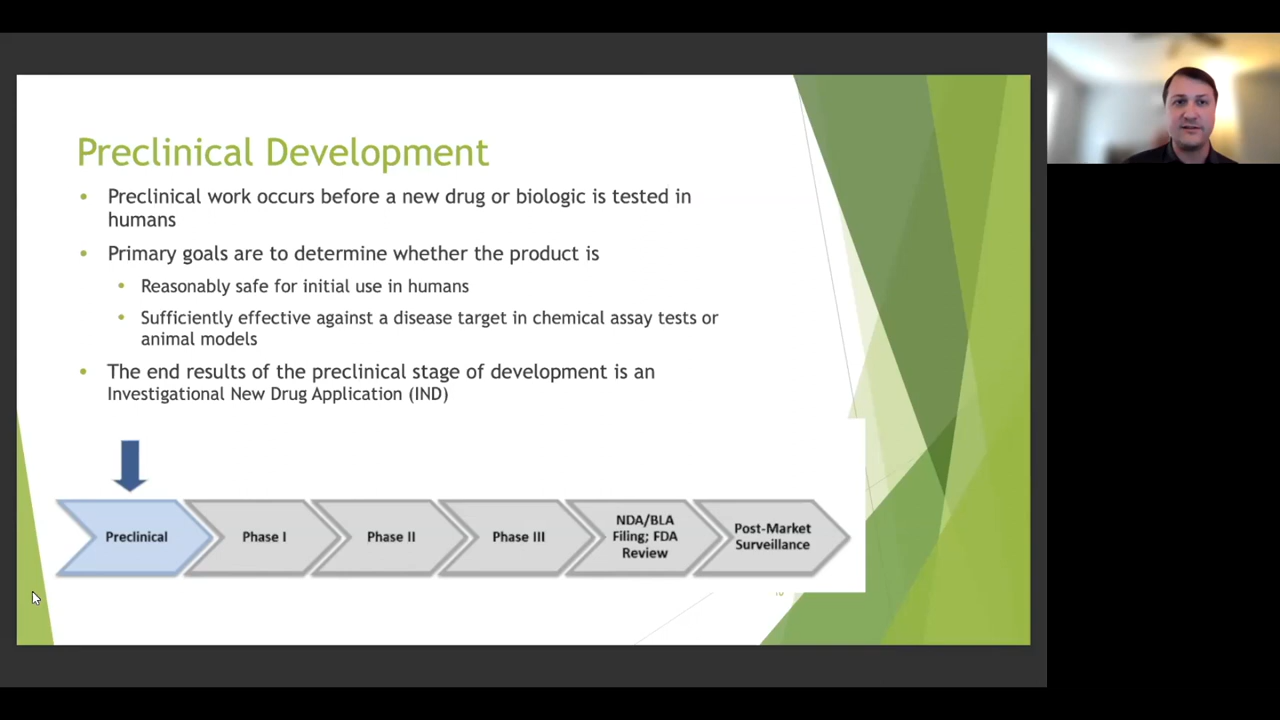 Preclinical Development
• Preclinical work occurs before a new drug or biologic is tested in
humans
• Primary goals are to determine whether the product is
• Reasonably safe for initial use in humans
• Sufficiently effective against a disease target in chemical assay tests or
animal models
• The end results of the preclinical stage of development is an
Investigational New Drug Application (IND)
Preclinical
Phase I
Phase II
Phase III
NDA/BLA
Filing; FDA
Review
Post-Market
Surveillance